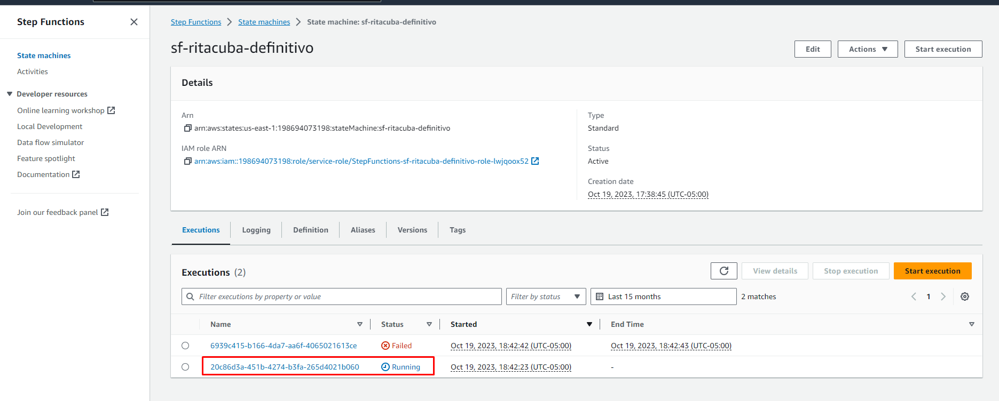 Step Functions
State machines
Activities
Developer resources
Online learning workshop
Local Development
Data flow simulator
Feature spotlight
Documentation
Join our feedback panel
Step Functions > State machines > State machine: sf-ritacuba-definitivo
sf-ritacuba-definitivo
Edit Actions Start execution
Details
Arn
arn:aws:states:us-east-1:198694073198:stateMachine:sf-ritacuba-definitivo
IAM role ARN
arn:aws:iam::198694073198:role/service-role/StepFunctions-sf-ritacuba-definitivo-role-lwjqoox52
Type
Standard
Status
Active
Creation date
Oct 19, 2023, 17:38:45 (UTC-05:00)
Executions Logging Definition Aliases Versions Tags
Executions (2) View details Stop execution Start execution
Filter executions by property or value Filter by status Last 15 months 2 matches 1
Name Status Started End Time
6939c415-b166-4da7-aa6f-4065021613ce Failed Oct 19, 2023, 18:42:42 (UTC-05:00) Oct 19, 2023, 18:42:43 (UTC-05:00)
20c86d3a-451b-4274-b3fa-265d4021b060 Running Oct 19, 2023, 18:42:23 (UTC-05:00) -